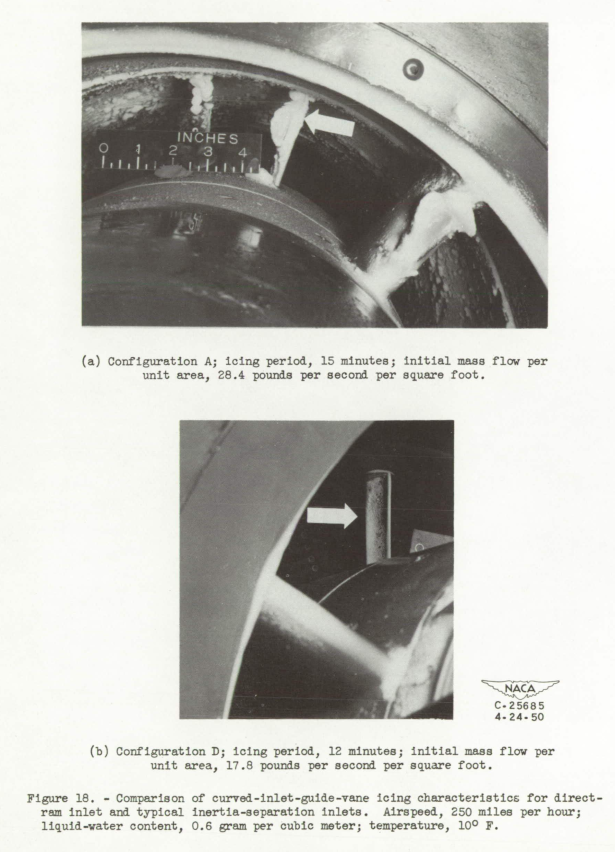 INCHES
0 1 2 3 4
(a) Configuration A; icing period, 15 minutes; initial mass flow per
unit area, 28.4 pounds per second per square foot.
0
NACA
C-25685
4-24-50
(b) Configuration D; icing period, 12 minutes; initial mass flow per
unit area, 17.8 pounds per second per square foot.
Figure 18. - Comparison of curved-inlet-guide-vane icing characteristics for direct-
ram inlet and typical inertia-separation inlets. Airspeed, 250 miles per hour;
liquid-water content, 0.6 gram per cubic meter; temperature, 10° F.